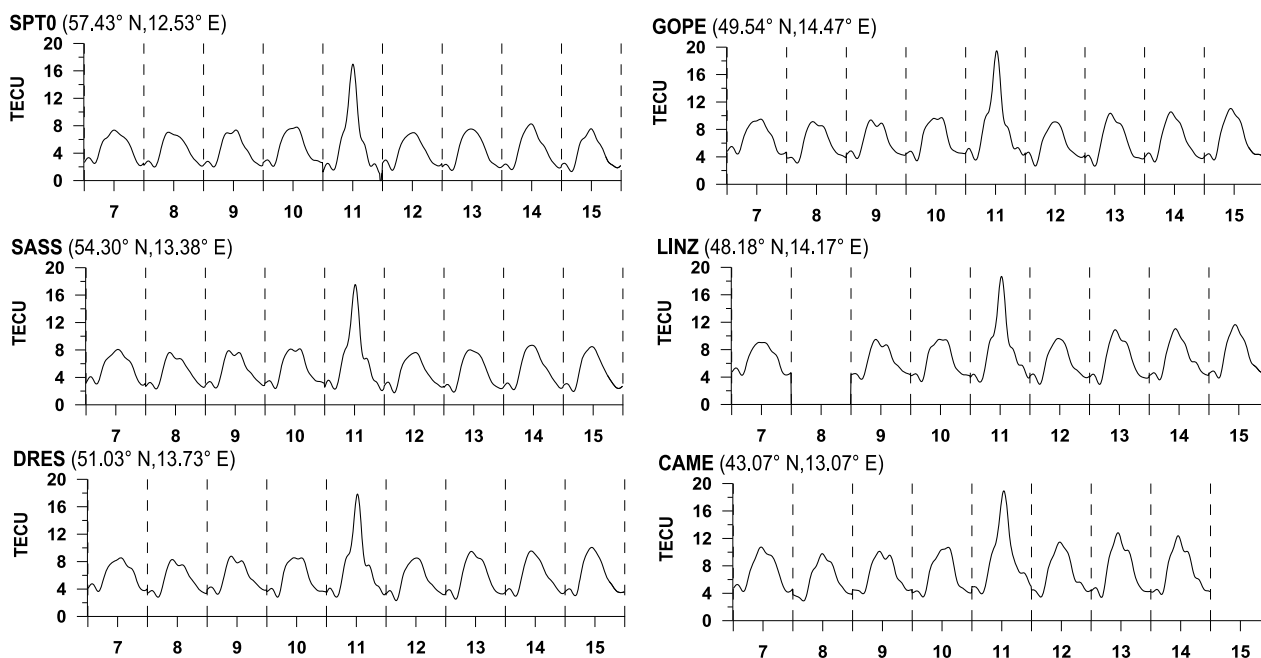 SPT0 (57.43° N,12.53° E)
20
16
12
8
4
0
TECU
7 8 9 10 11 12 13 14 15
SASS (54.30° N,13.38° E)
20
16
12
8
4
0
TECU
7 8 9 10 11 12 13 14 15
DRES (51.03° N,13.73° E)
20
16
12
8
4
0
TECU
7 8 9 10 11 12 13 14 15
GOPE (49.54° N,14.47° E)
20
16
12
8
4
0
TECU
7 8 9 10 11 12 13 14 15
LINZ (48.18° N,14.17° E)
20
16
12
8
4
0
TECU
7 8 9 10 11 12 13 14 15
CAME (43.07° N,13.07° E)
20
16
12
8
4
0
TECU
7 8 9 10 11 12 13 14 15